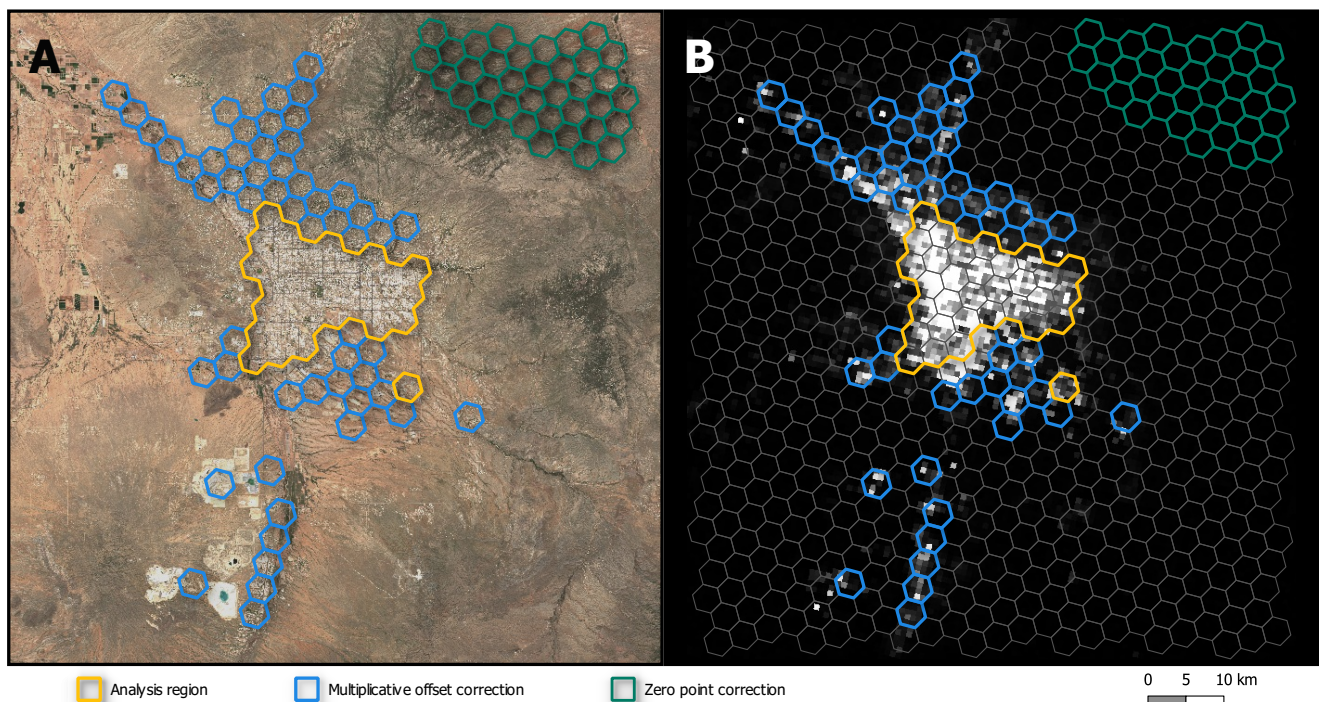 A
B
Analysis region
Multiplicative offset correction
Zero point correction
0 5 10 km